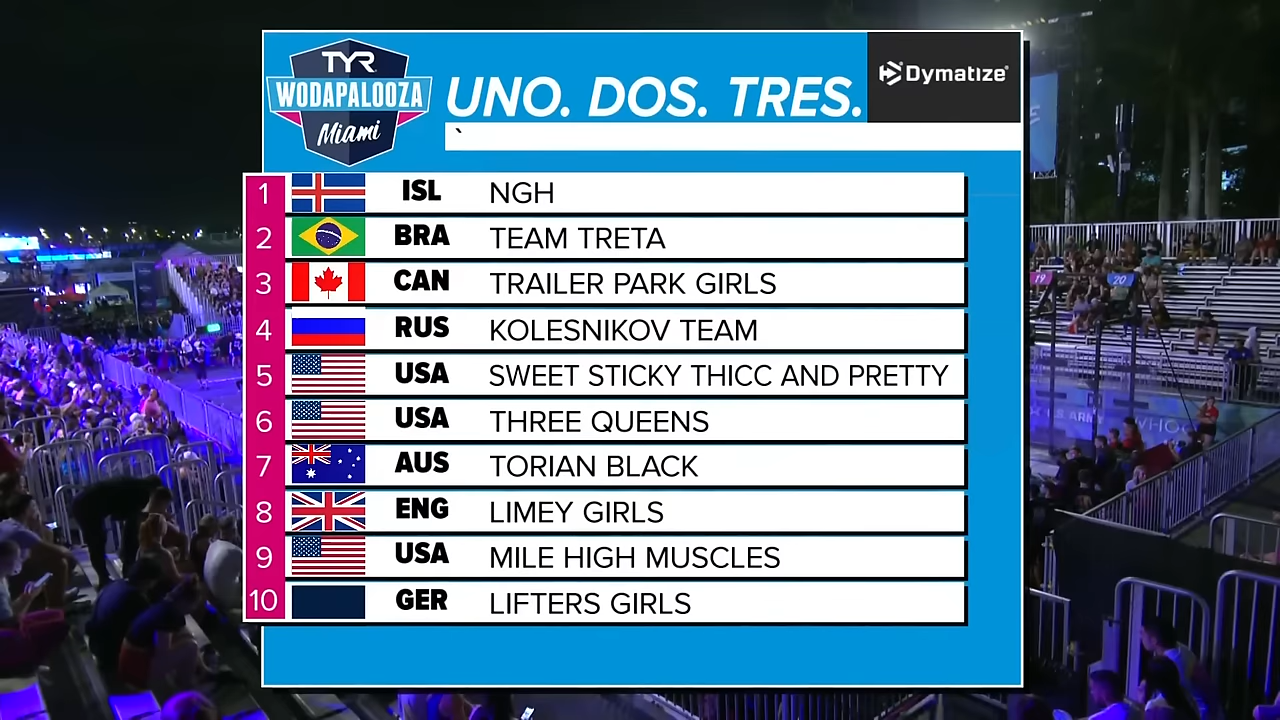 TYR
WODAPALOOZA
Miami
UNO. DOS. TRES.
Dymatize
`
1 ISL NGH
2 BRA TEAM TRETA
3 CAN TRAILER PARK GIRLS
4 RUS KOLESNIKOV TEAM
5 USA SWEET STICKY THICC AND PRETTY
6 USA THREE QUEENS
7 AUS TORIAN BLACK
8 ENG LIMEY GIRLS
9 USA MILE HIGH MUSCLES
10 GER LIFTERS GIRLS
19 20